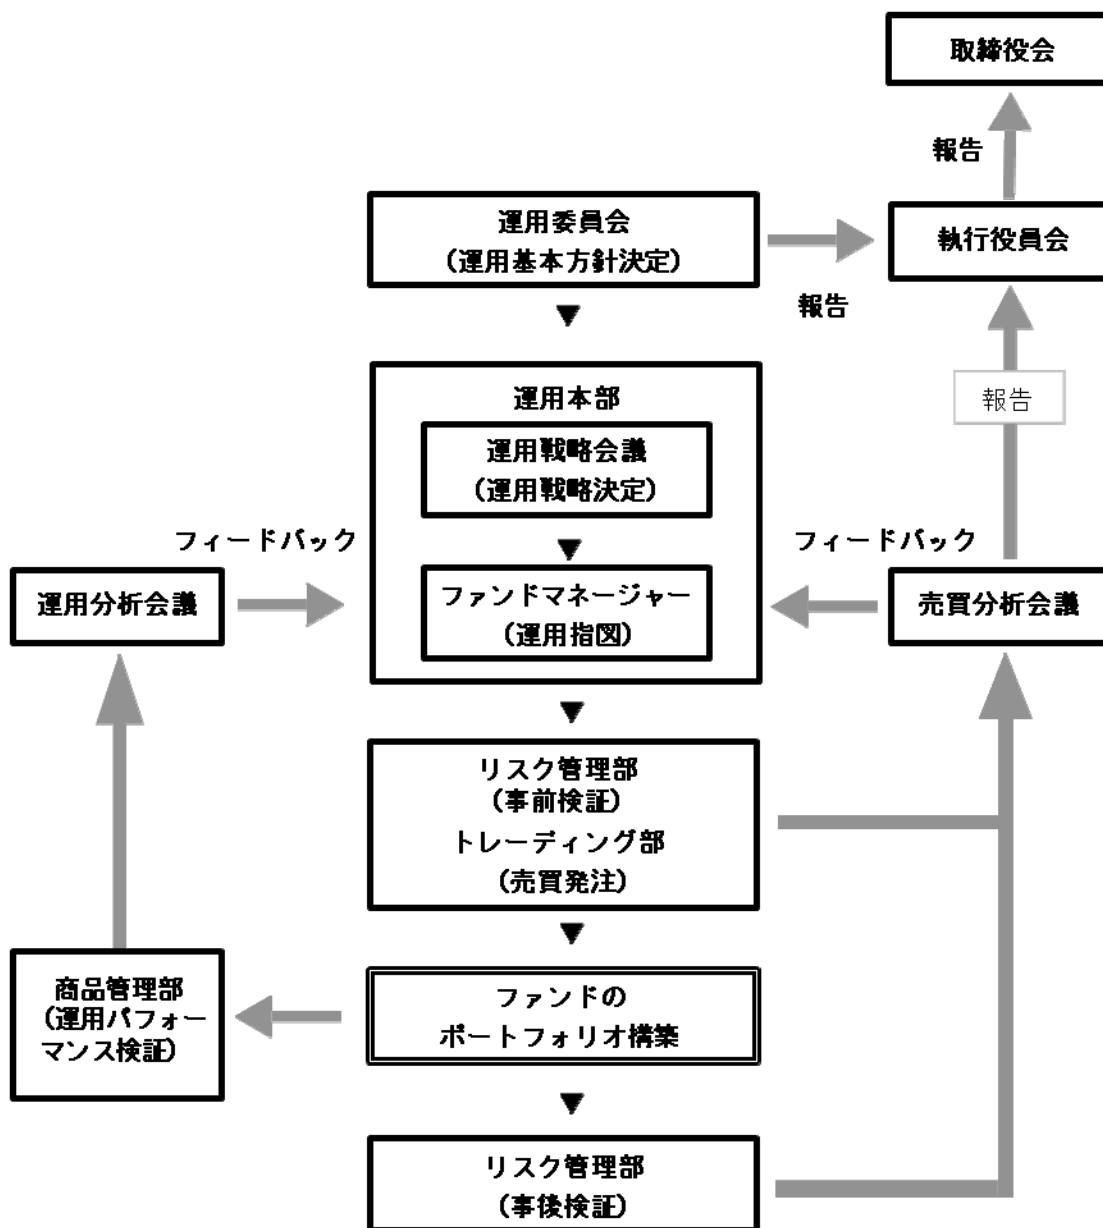 取締役会
報告
運用委員会
(運用基本方針決定)
執行役員会
報告
運用本部
報告
運用戦略会議
(運用戦略決定)
フィードバック
フィードバック
運用分析会議
ファンドマネージャー
(運用指図)
売買分析会議
リスク管理部
(事前検証)
トレーディング部
(売買発注)
商品管理部
(運用パフォー
マンス検証)
ファンドの
ポートフォリオ構築
リスク管理部
(事後検証)